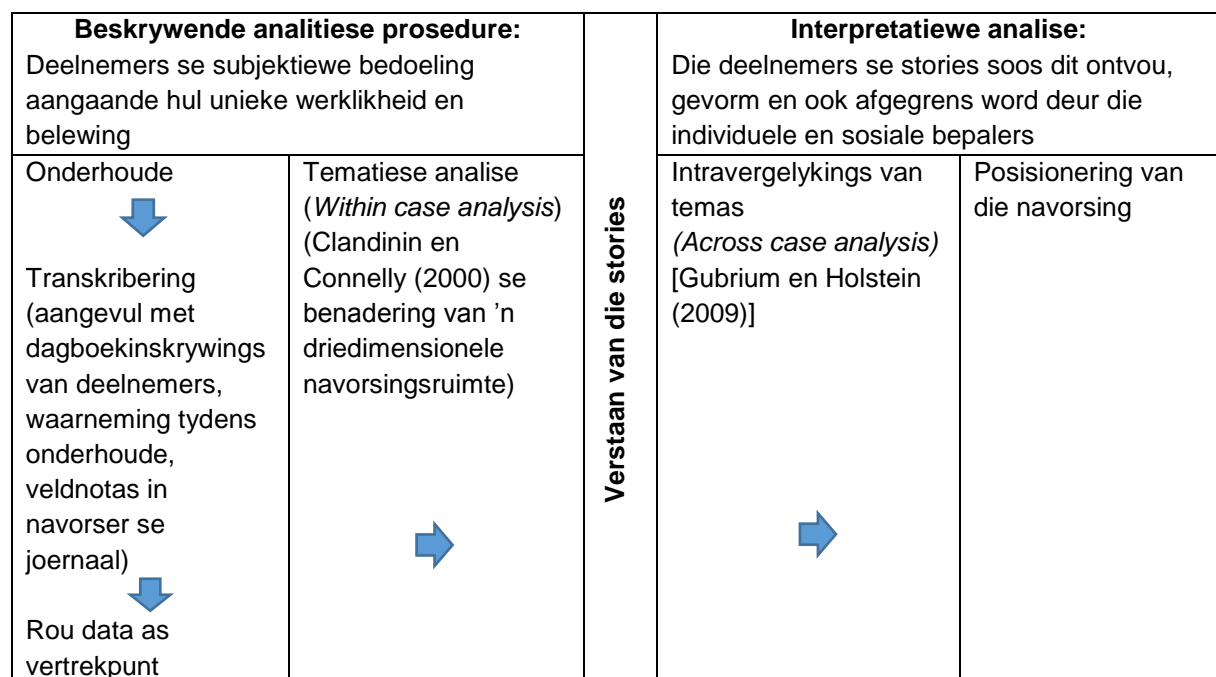 Beskrywende analitiese prosedure:
Deelnemers se subjektiewe bedoeling
aangaande hul unieke werklikheid en
belewing
Onderhoude
Transkribering
(aangevul met
dagboekinskrywings
van deelnemers,
waarneming tydens
onderhoude,
veldnotas in
navorser se
joernaal)
Rou data as
vertrekpunt
Tematiese analise
(Within case analysis)
(Clandinin en
Connelly (2000) se
benadering van ’n
driedimensionele
navorsingsruimte)
Verstaan van die stories
Interpretatiewe analise:
Die deelnemers se stories soos dit ontvou,
gevorm en ook afgegrens word deur die
individuele en sosiale bepalers
Intravergelykings van
temas
(Across case analysis)
[Gubrium en Holstein
(2009)]
Posisionering van
die navorsing